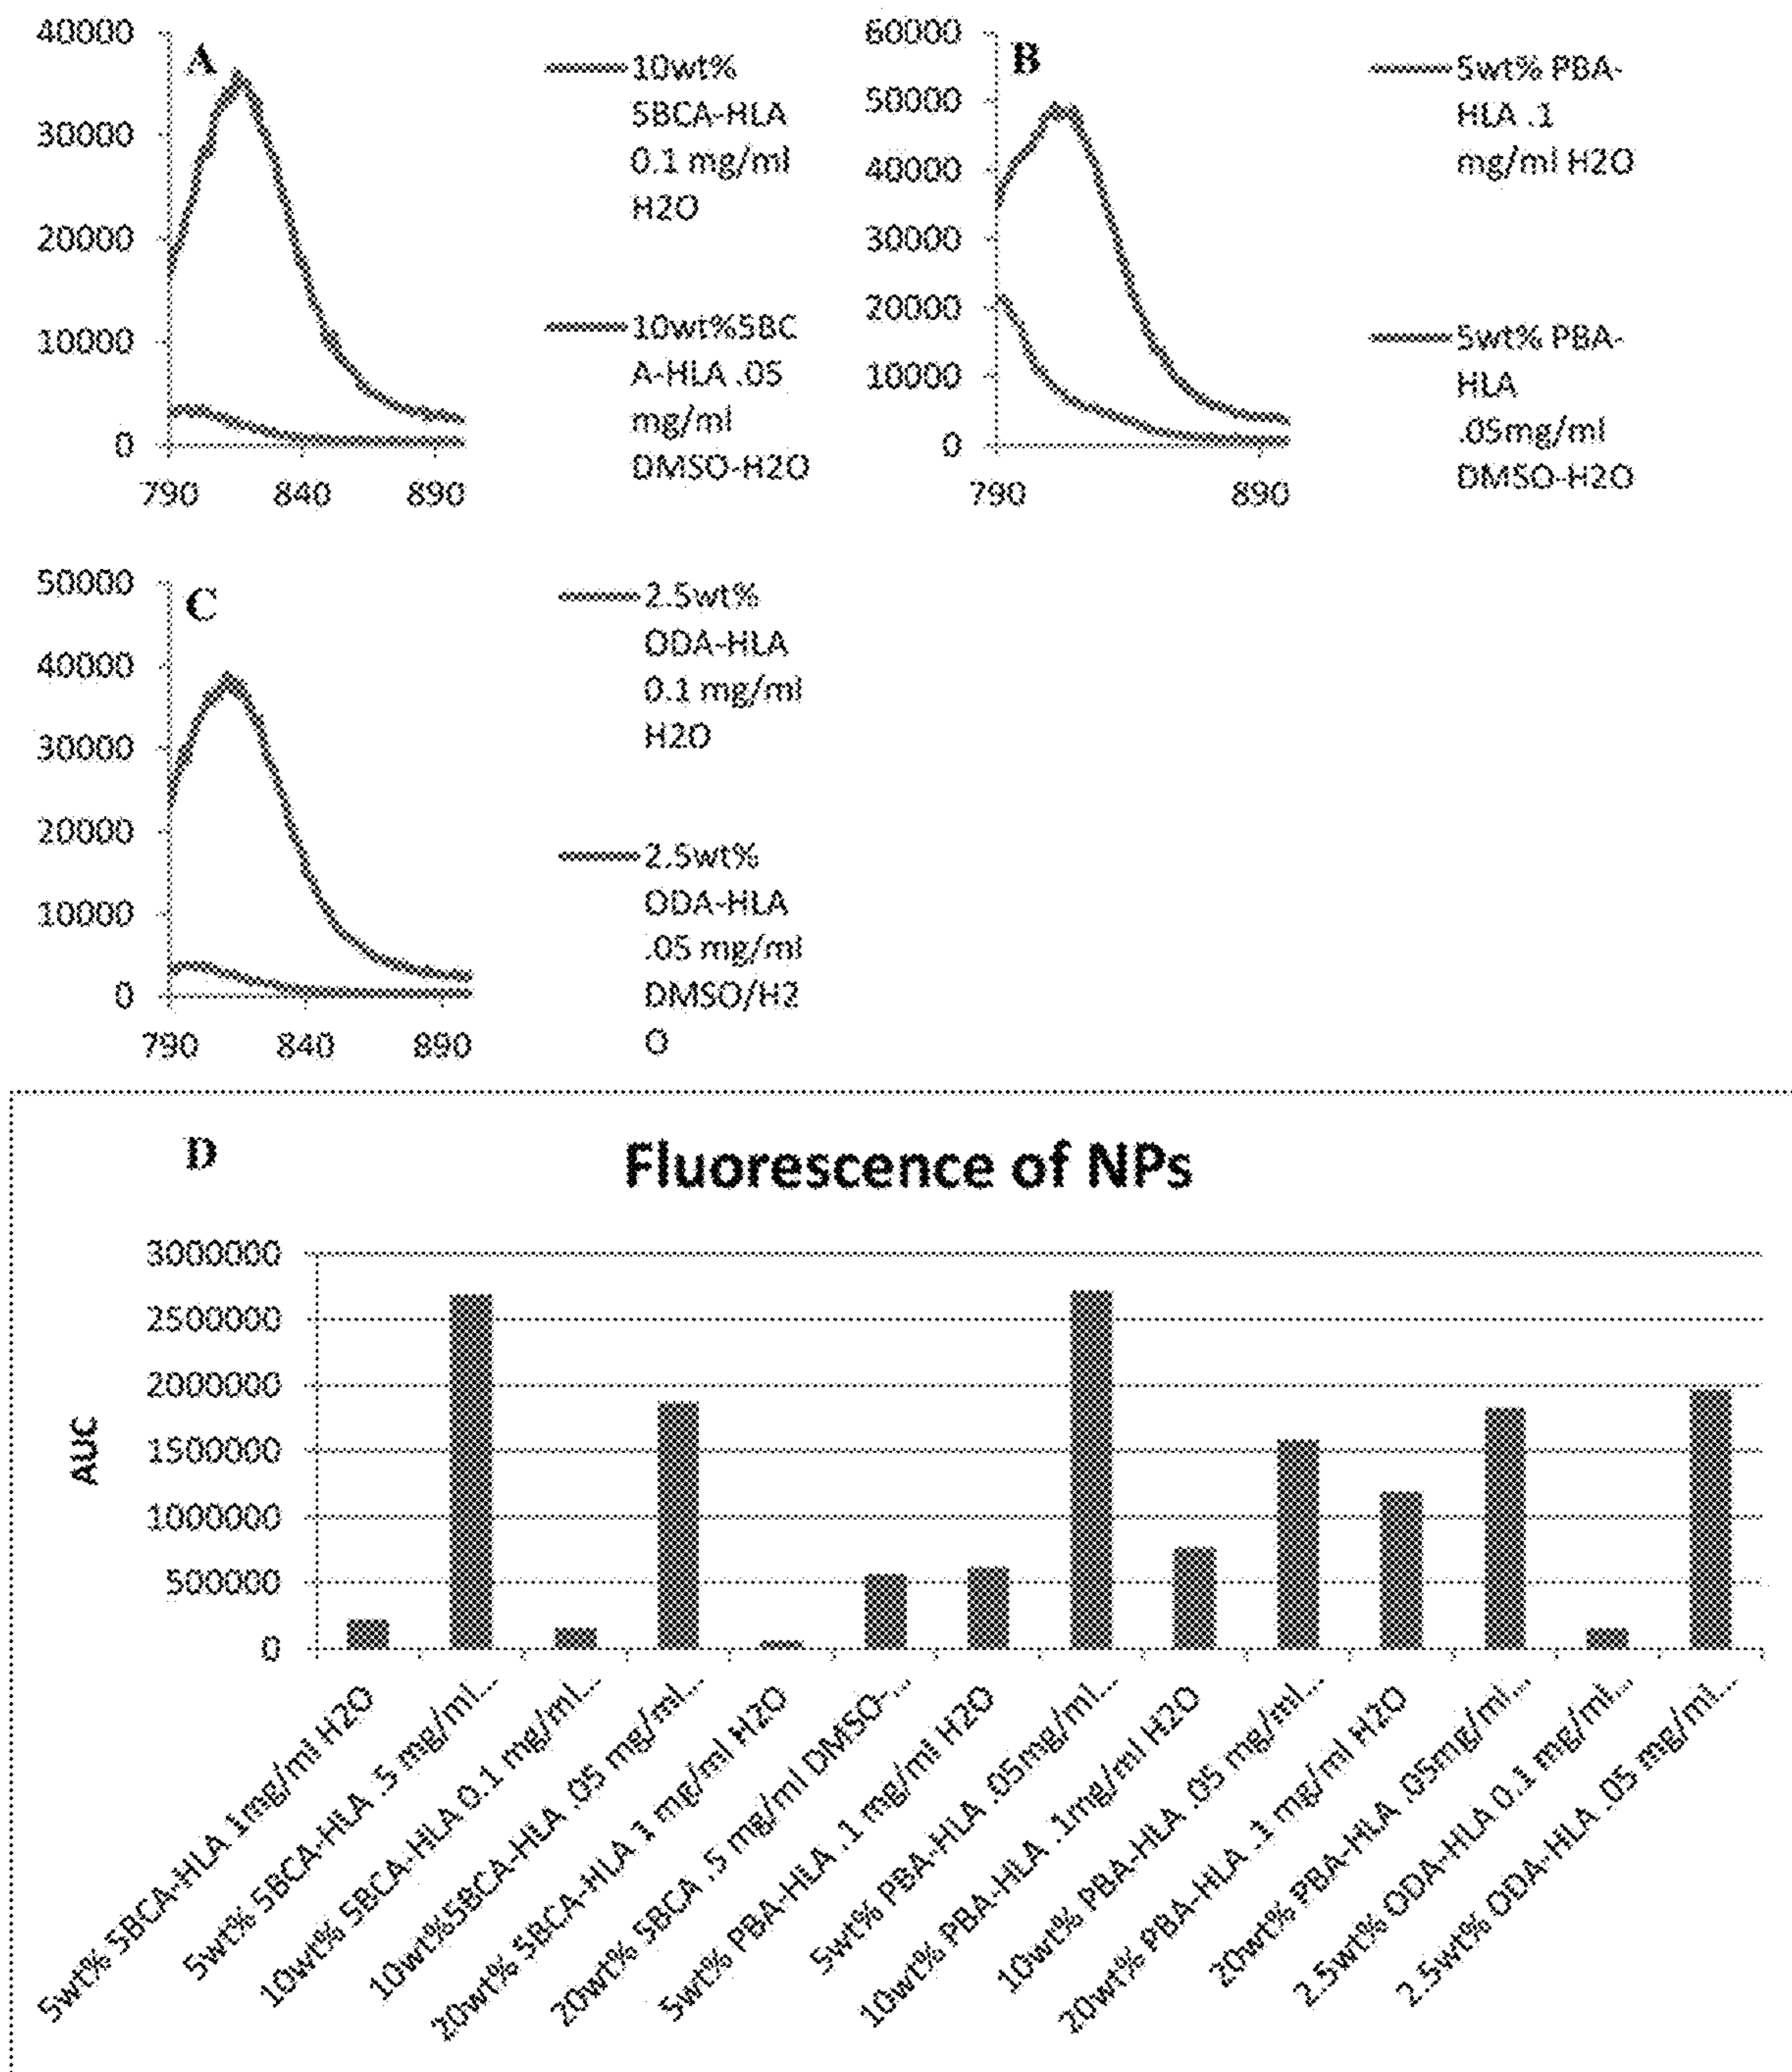 40000
30000
20000
10000
0
790
840
890
A
10wt%
5BCA-HLA
0.1 mg/ml
H2O
10wt%5BC
A-HLA .05
mg/ml
DMSO-H2O
60000
50000
40000
30000
20000
10000
0
790
890
B
5wt% PBA-
HLA .1
mg/ml H2O
5wt% PBA-
HLA
.05mg/ml
DMSO-H2O
50000
40000
30000
20000
10000
0
790
840
890
C
2.5wt%
ODA-HLA
0.1 mg/ml
H2O
2.5wt%
ODA-HLA
.05 mg/ml
DMSO/H2
O
D
Fluorescence of NPs
AUC
3000000
2500000
2000000
1500000
1000000
500000
0
5wt% 5BCA-HLA 1mg/ml H2O
5wt% 5BCA-HLA .5 mg/ml...
10wt% 5BCA-HLA 0.1 mg/ml...
10wt%5BCA-HLA .05 mg/ml...
20wt% 5BCA-HLA 1 mg/ml H2O
20wt% 5BCA .5 mg/ml DMSO-...
5wt% PBA-HLA .1 mg/ml H2O
5wt% PBA-HLA .05mg/ml...
10wt% PBA-HLA .1mg/ml H2O
10wt% PBA-HLA .05 mg/ml...
20wt% PBA-HLA .1 mg/ml H2O
20wt% PBA-HLA .05mg/ml...
2.5wt% ODA-HLA 0.1 mg/ml...
2.5wt% ODA-HLA .05 mg/ml...